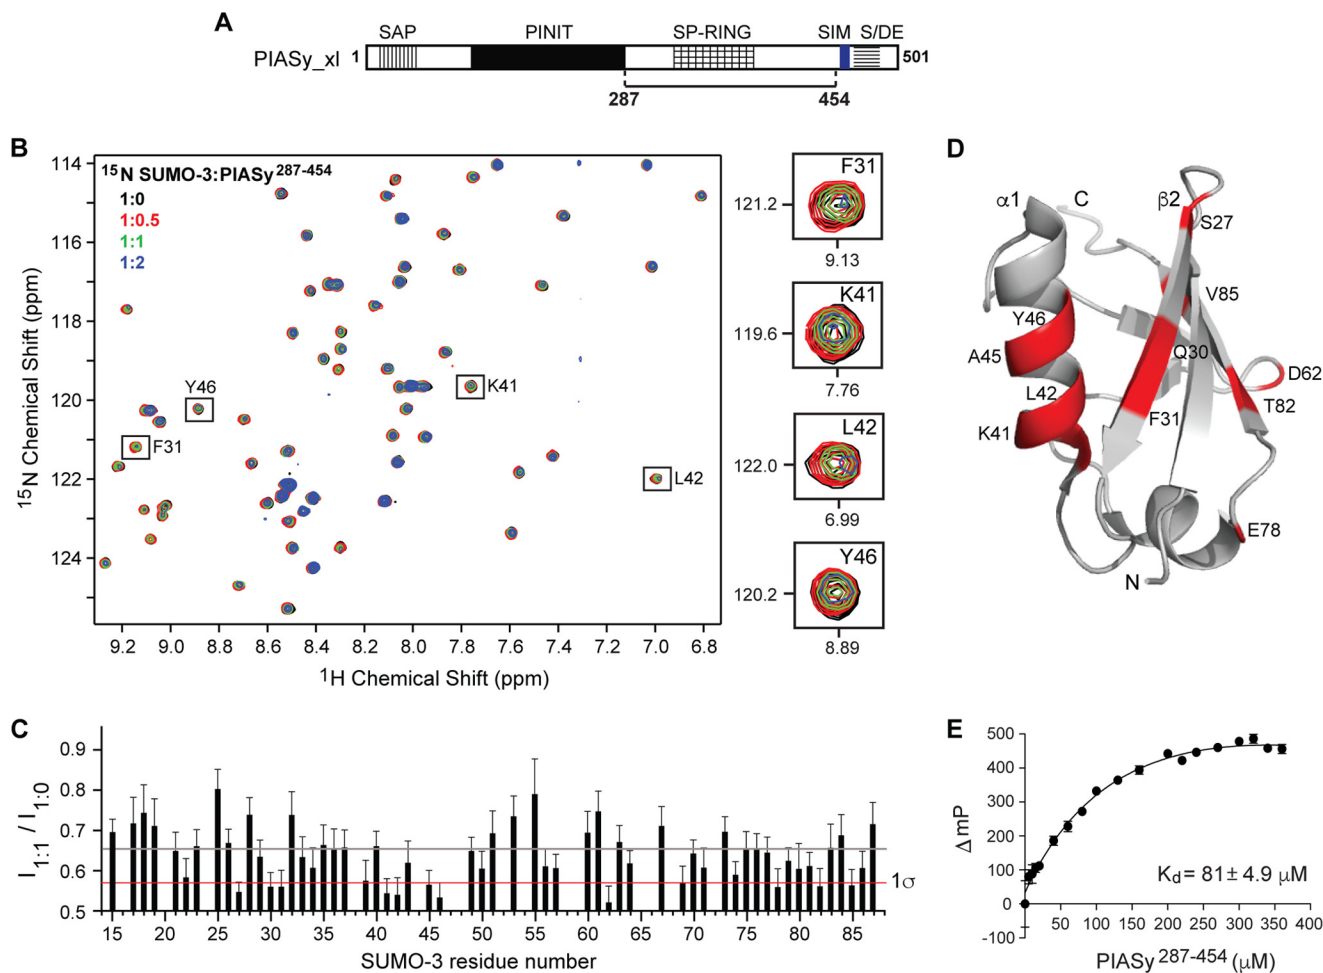 A
SAP PINIT SP-RING SIM S/DE
PIASy_xl 1 501
287 454
B
15N SUMO-3:PIASy287-454
1:0
1:0.5
1:1
1:2
114
116
118
120
122
124
15N Chemical Shift (ppm)
Y46
F31
K41
L42
9.2 9.0 8.8 8.6 8.4 8.2 8.0 7.8 7.6 7.4 7.2 7.0 6.8
1H Chemical Shift (ppm)
F31
121.2
9.13
K41
119.6
7.76
L42
122.0
6.99
Y46
120.2
8.89
D
α1 C β2
S27
V85
Y46
A45 Q30
D62
L42
T82
K41 F31
E78
N
C
0.9
0.8
0.7
0.6
0.5
I1:1 / I1:0
1σ
15 20 25 30 35 40 45 50 55 60 65 70 75 80 85
SUMO-3 residue number
E
500
400
300
200
100
0
-100
Δ mP
Kd = 81± 4.9 μM
50 100 150 200 250 300 350 400
PIASy287-454 (μM)